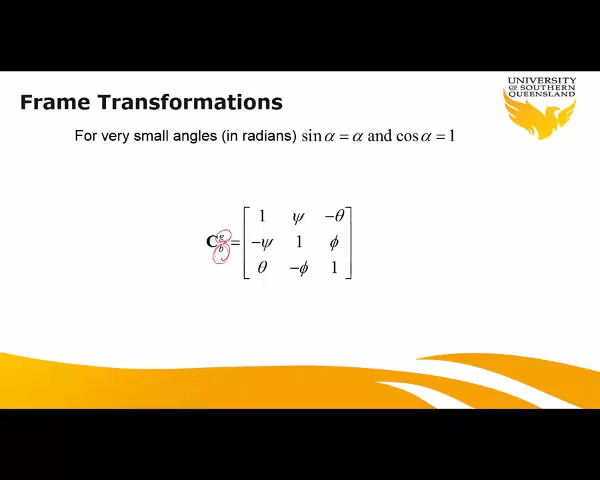 UNIVERSITY
OF SOUTHERN
QUEENSLAND
Frame Transformations
For very small angles (in radians) sin α = α and cos α = 1
1 ψ −θ
C^g_b = −ψ 1 ϕ
θ −ϕ 1